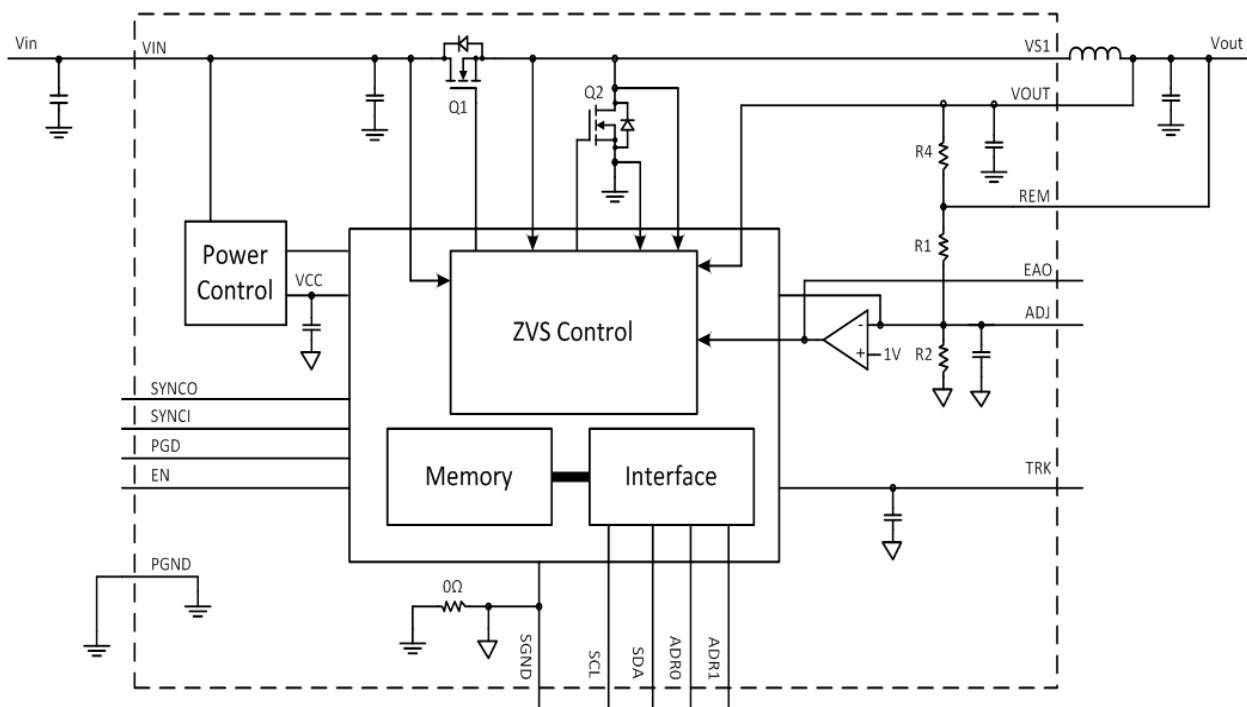 Vin
VIN
VS1
Vout
Q1
Q2
VOUT
R4
REM
Power
Control
VCC
R1
EAO
ZVS Control
ADJ
-
+
1V
R2
SYNCO
SYNCI
PGD
EN
Memory
Interface
TRK
PGND
0Ω
SGND
SCL
SDA
ADR0
ADR1